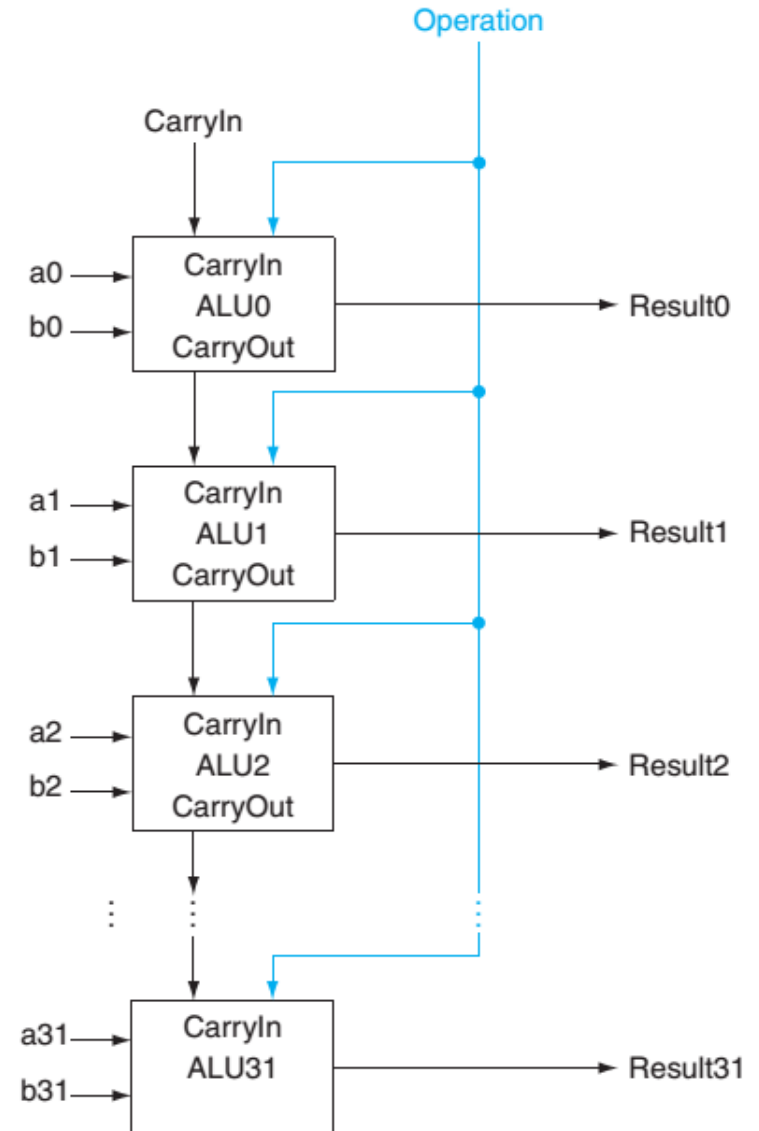 Operation
CarryIn
a0
b0
CarryIn
ALU0
CarryOut
Result0
a1
b1
CarryIn
ALU1
CarryOut
Result1
a2
b2
CarryIn
ALU2
CarryOut
Result2
a31
b31
CarryIn
ALU31
Result31